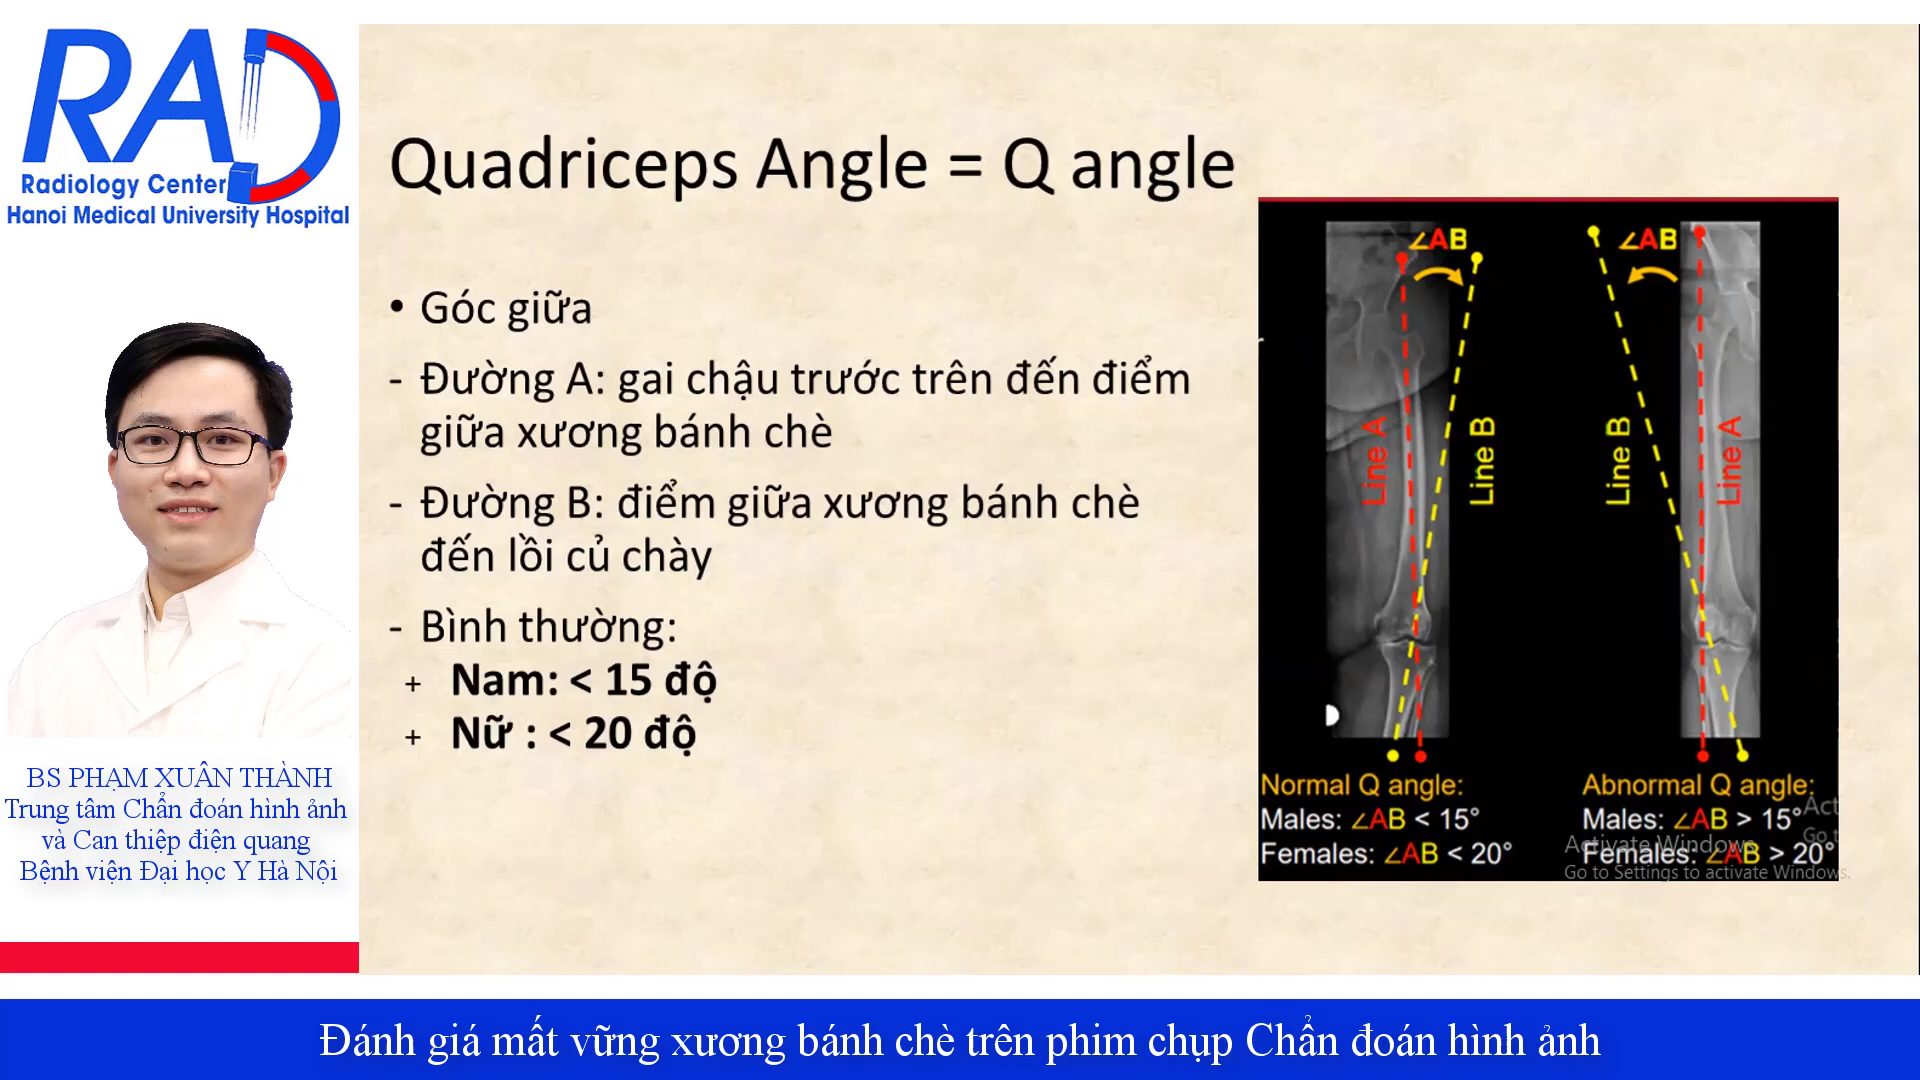 RAD
Radiology Center
Hanoi Medical University Hospital
BS PHẠM XUÂN THÀNH
Trung tâm Chẩn đoán hình ảnh
và Can thiệp điện quang
Bệnh viện Đại học Y Hà Nội
Quadriceps Angle = Q angle
• Góc giữa
- Đường A: gai chậu trước trên đến điểm
giữa xương bánh chè
- Đường B: điểm giữa xương bánh chè
đến lồi củ chày
- Bình thường:
+ Nam: < 15 độ
+ Nữ : < 20 độ
∠AB
Line A
Line B
∠AB
Line B
Line A
Normal Q angle:
Males: ∠AB < 15°
Females: ∠AB < 20°
Abnormal Q angle:
Males: ∠AB > 15°
Females: ∠AB > 20°
Act
Go t
Activate Windows
Go to Settings to activate Windows.
Đánh giá mất vững xương bánh chè trên phim chụp Chẩn đoán hình ảnh